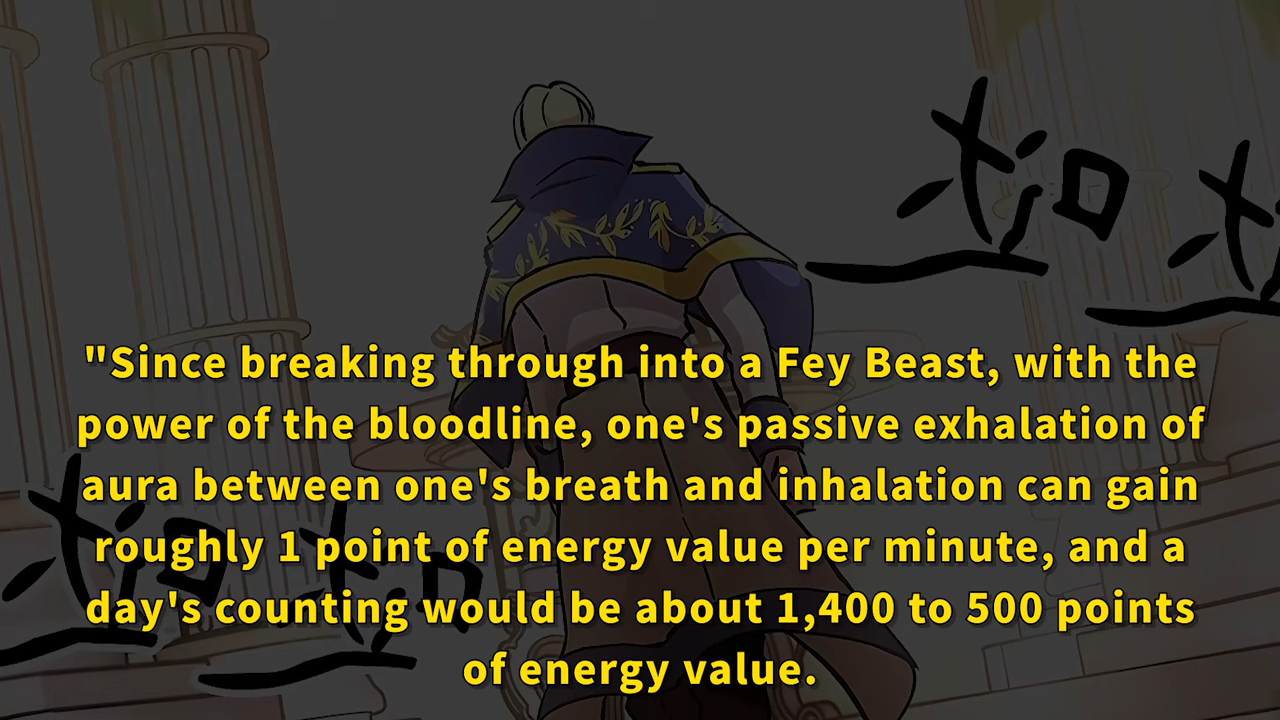 "Since breaking through into a Fey Beast, with the
power of the bloodline, one's passive exhalation of
aura between one's breath and inhalation can gain
roughly 1 point of energy value per minute, and a
day's counting would be about 1,400 to 500 points
of energy value.